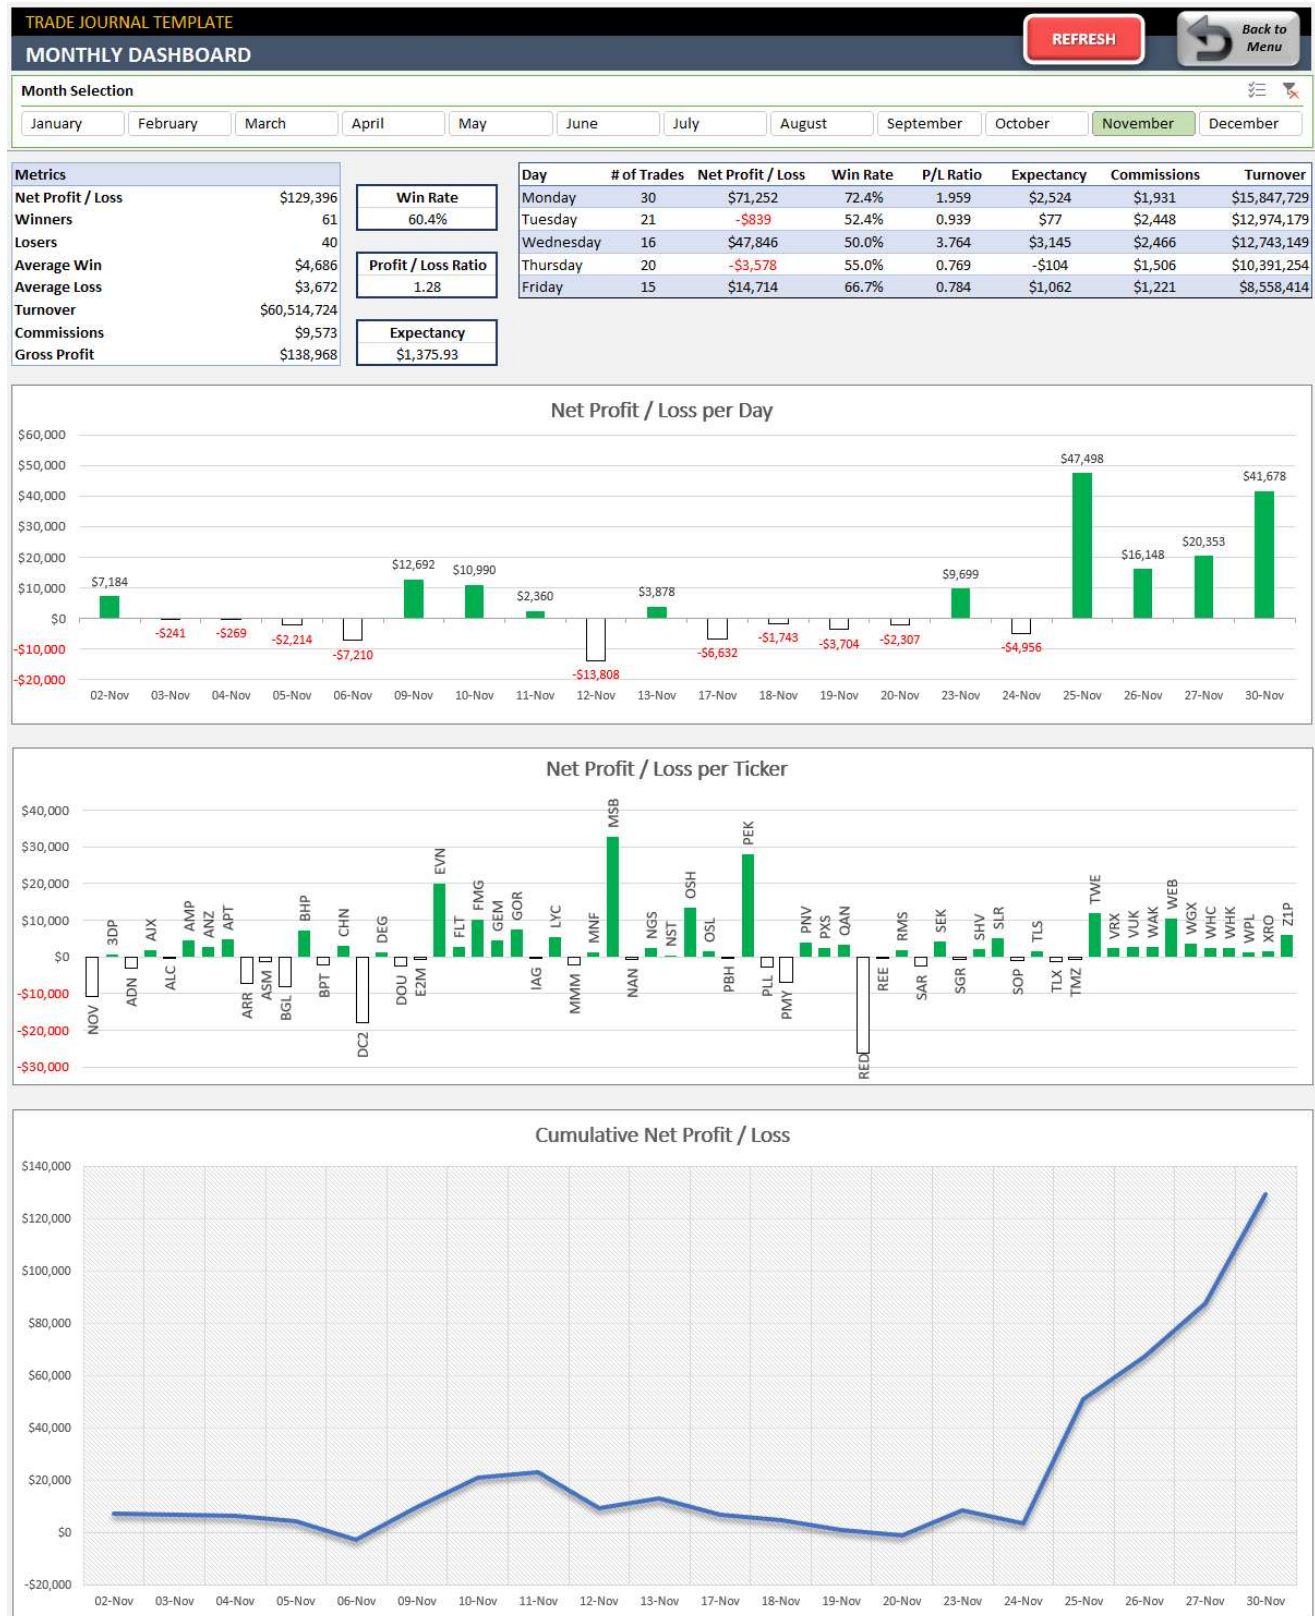 TRADE JOURNAL TEMPLATE
MONTHLY DASHBOARD
REFRESH
Back to
Menu
Month Selection
January February March April May June July August September October November December
Metrics
Net Profit / Loss $129,396
Winners 61
Losers 40
Average Win $4,686
Average Loss $3,672
Turnover $60,514,724
Commissions $9,573
Gross Profit $138,968
Win Rate
60.4%
Profit / Loss Ratio
1.28
Expectancy
$1,375.93
Day # of Trades Net Profit / Loss Win Rate P/L Ratio Expectancy Commissions Turnover
Monday 30 $71,252 72.4% 1.959 $2,524 $1,931 $15,847,729
Tuesday 21 -$839 52.4% 0.939 $77 $2,448 $12,974,179
Wednesday 16 $47,846 50.0% 3.764 $3,145 $2,466 $12,743,149
Thursday 20 -$3,578 55.0% 0.769 -$104 $1,506 $10,391,254
Friday 15 $14,714 66.7% 0.784 $1,062 $1,221 $8,558,414
Net Profit / Loss per Day
$60,000
$50,000
$40,000
$30,000
$20,000
$10,000
$0
-$10,000
-$20,000
$7,184 -$241 -$269 -$2,214 -$7,210 $12,692 $10,990 $2,360 -$13,808 $3,878 -$6,632 -$1,743 -$3,704 -$2,307 $9,699 -$4,956 $47,498 $16,148 $20,353 $41,678
02-Nov 03-Nov 04-Nov 05-Nov 06-Nov 09-Nov 10-Nov 11-Nov 12-Nov 13-Nov 17-Nov 18-Nov 19-Nov 20-Nov 23-Nov 24-Nov 25-Nov 26-Nov 27-Nov 30-Nov
Net Profit / Loss per Ticker
$40,000
$30,000
$20,000
$10,000
$0
-$10,000
-$20,000
-$30,000
NOV 3DP ADN AJX ALC AMP ANZ APT ARR ASM BGL BHP BPT CHN DC2 DEG DOU E2M EVN FLT FMG GEM GOR IAG LYC MMM MNF MSB NAN NGS NST OSH OSL PBH PEK PLL PMY PNV PXS QAN RED REE RMS SAR SEK SGR SHV SLR SOP TLS TLX TMZ TWE VRX VUK WAK WEB WGX WHC WHK WPL XRO Z1P
Cumulative Net Profit / Loss
$140,000
$120,000
$100,000
$80,000
$60,000
$40,000
$20,000
$0
-$20,000
02-Nov 03-Nov 04-Nov 05-Nov 06-Nov 09-Nov 10-Nov 11-Nov 12-Nov 13-Nov 17-Nov 18-Nov 19-Nov 20-Nov 23-Nov 24-Nov 25-Nov 26-Nov 27-Nov 30-Nov